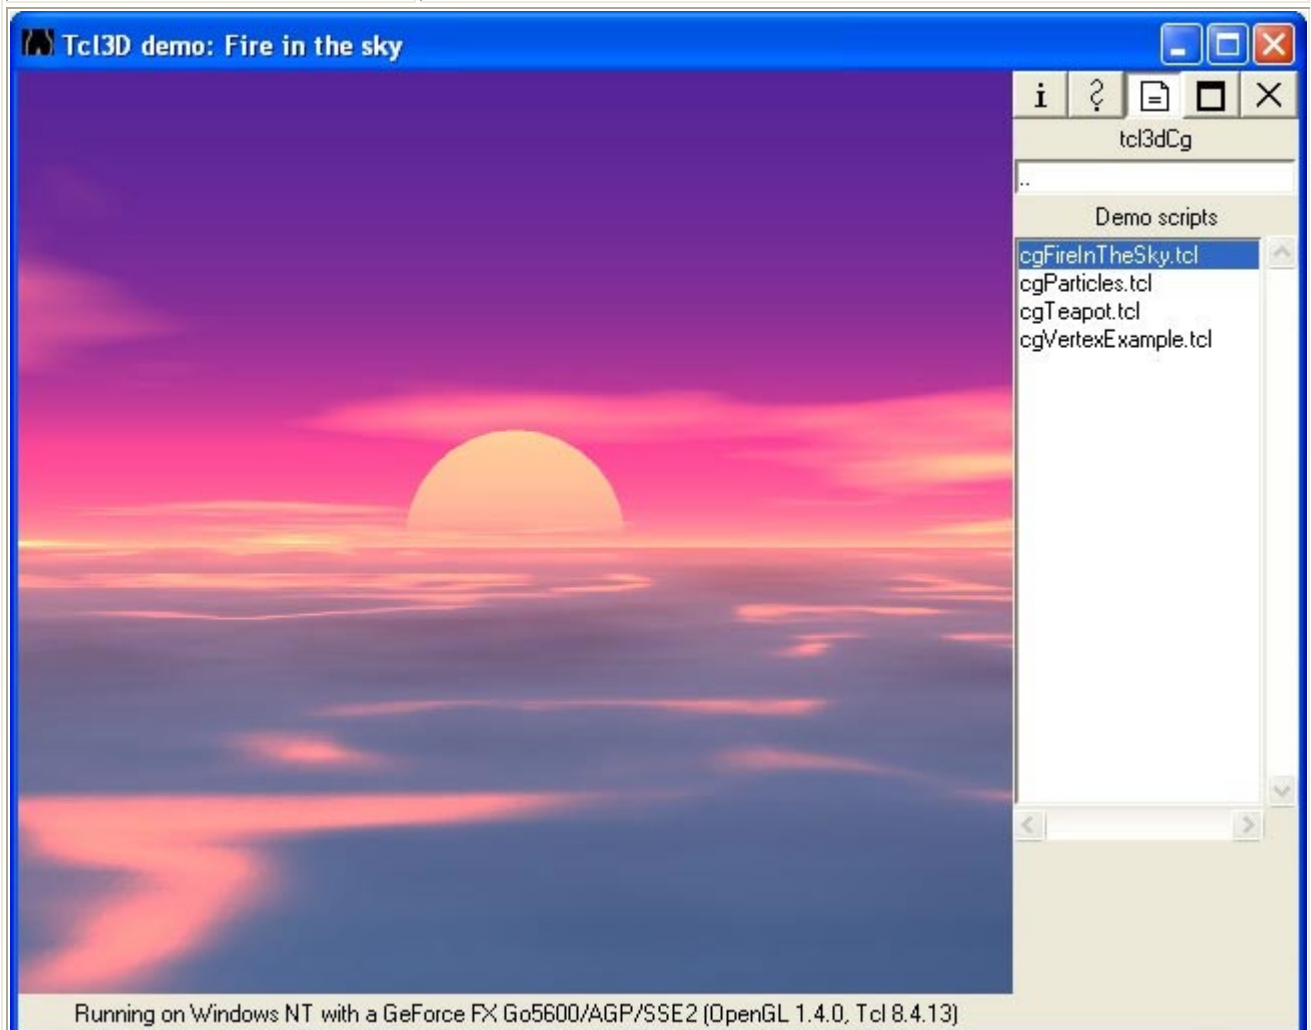 Tcl3D demo: Fire in the sky
i
?
tcl3dCg
..
Demo scripts
cgFireInTheSky.tcl
cgParticles.tcl
cgTeapot.tcl
cgVertexExample.tcl
Running on Windows NT with a GeForce FX Go5600/AGP/SSE2 (OpenGL 1.4.0, Tcl 8.4.13)